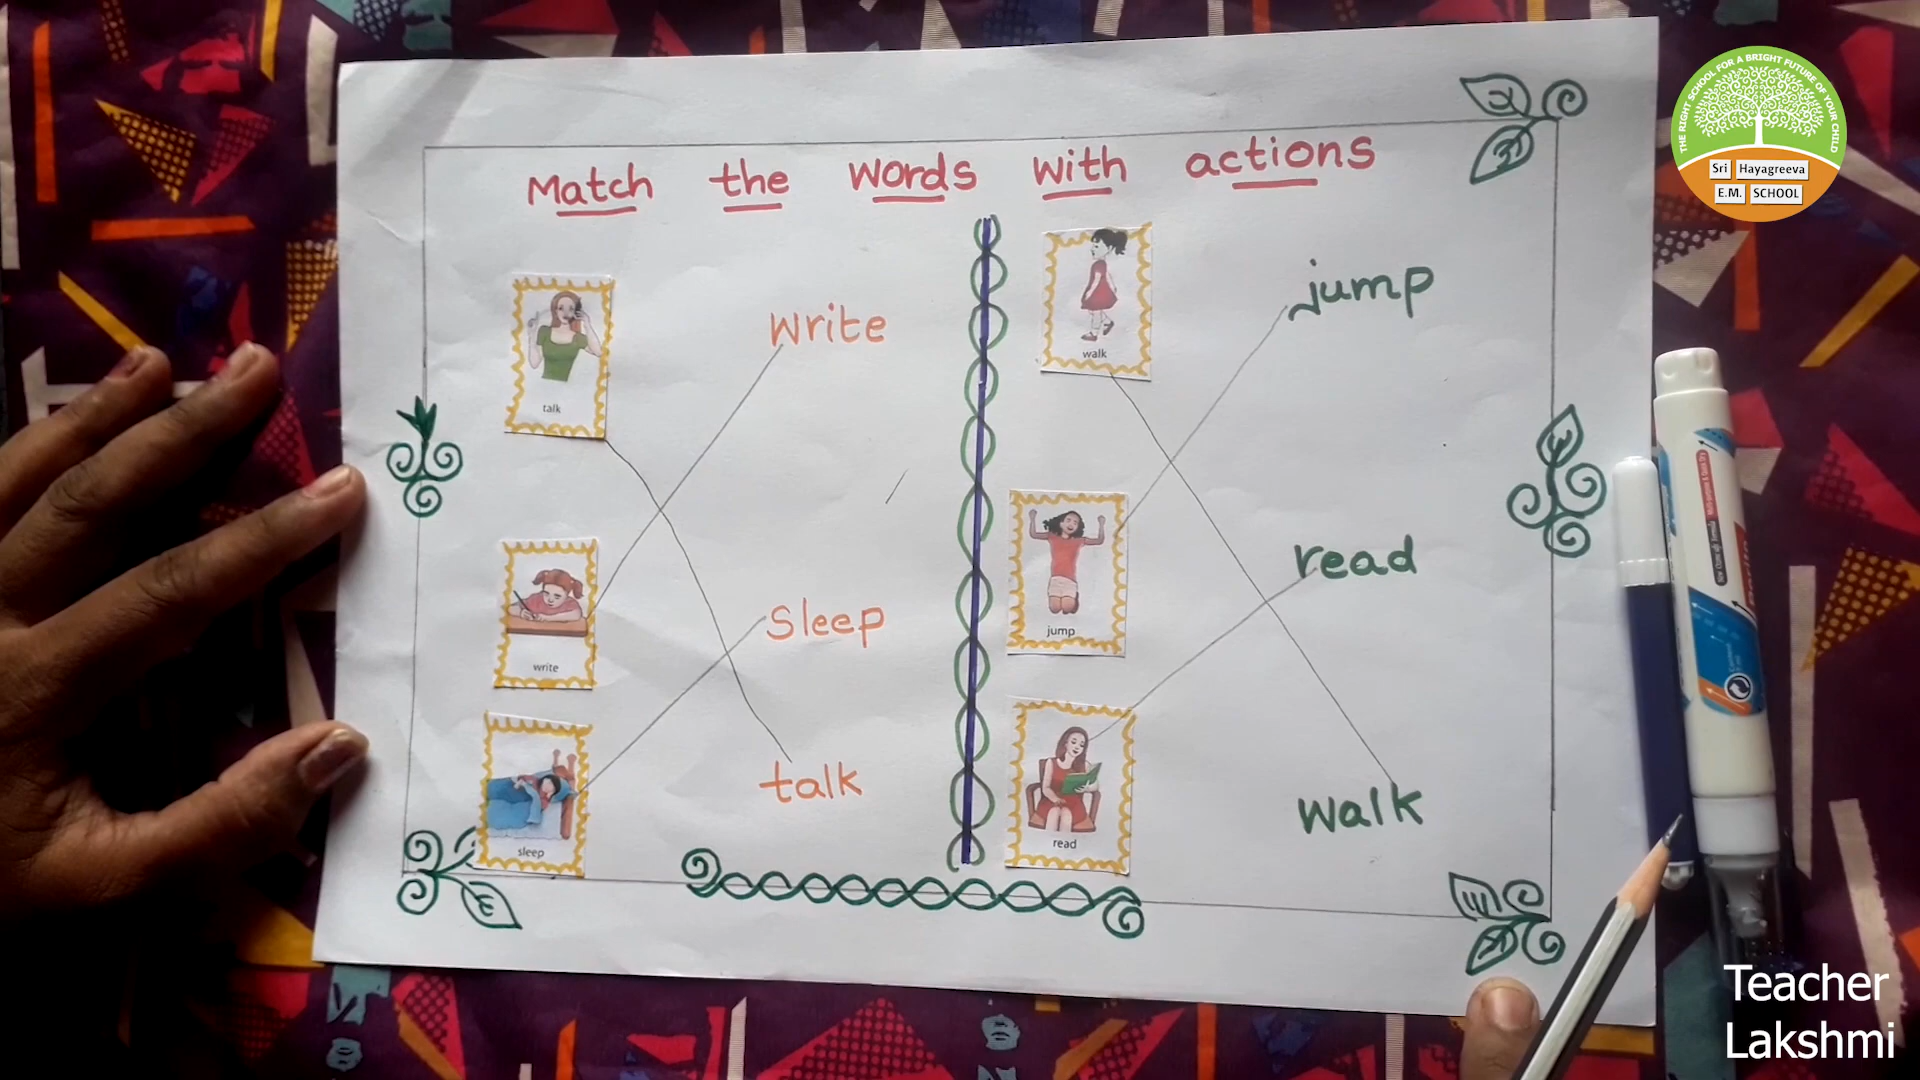 Match the words with actions
talk
write
write
sleep
sleep
talk
walk
jump
jump
read
read
walk
THE RIGHT SCHOOL FOR A BRIGHT FUTURE OF YOUR CHILD
Sri Hayagreeva
E.M. SCHOOL
Teacher
Lakshmi